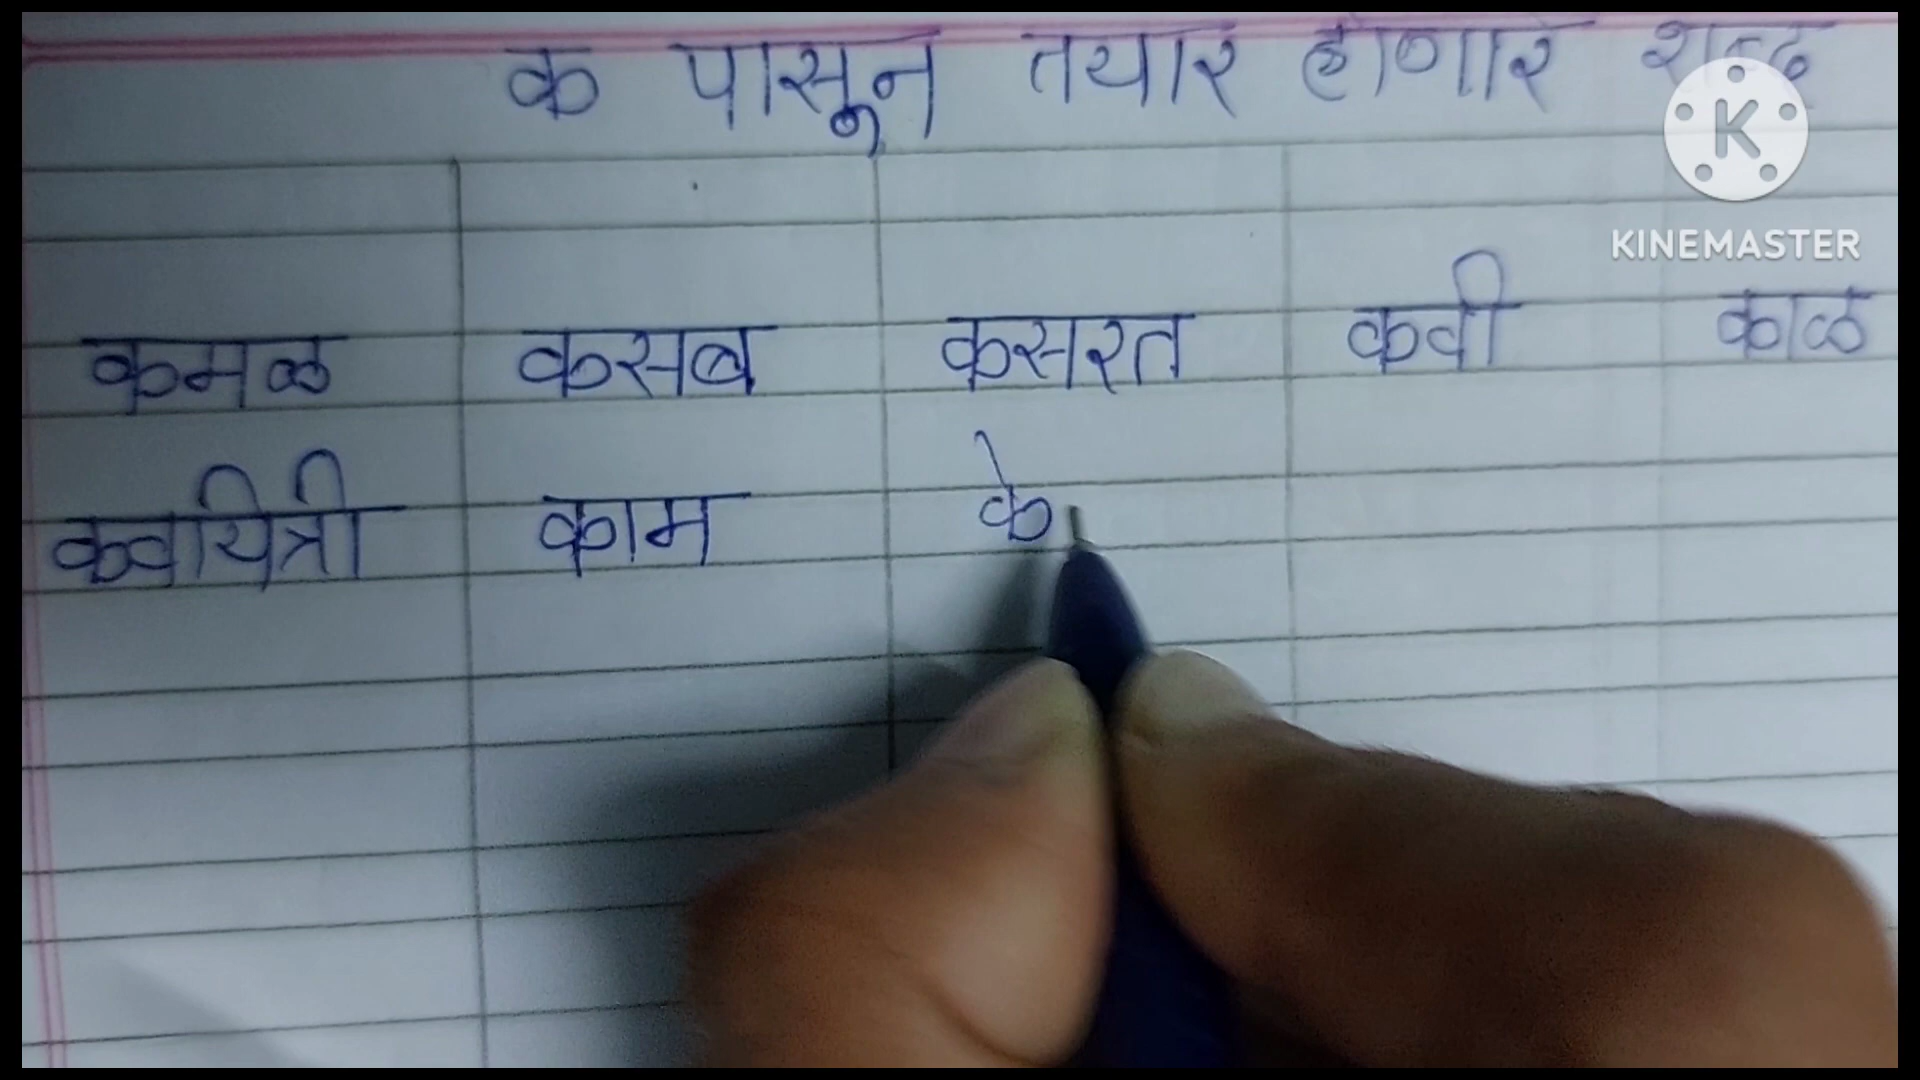 क पासून तयार होणारे शब्द
KINEMASTER
कमळ कसब कसरत कवी काळ
कवयित्री काम के